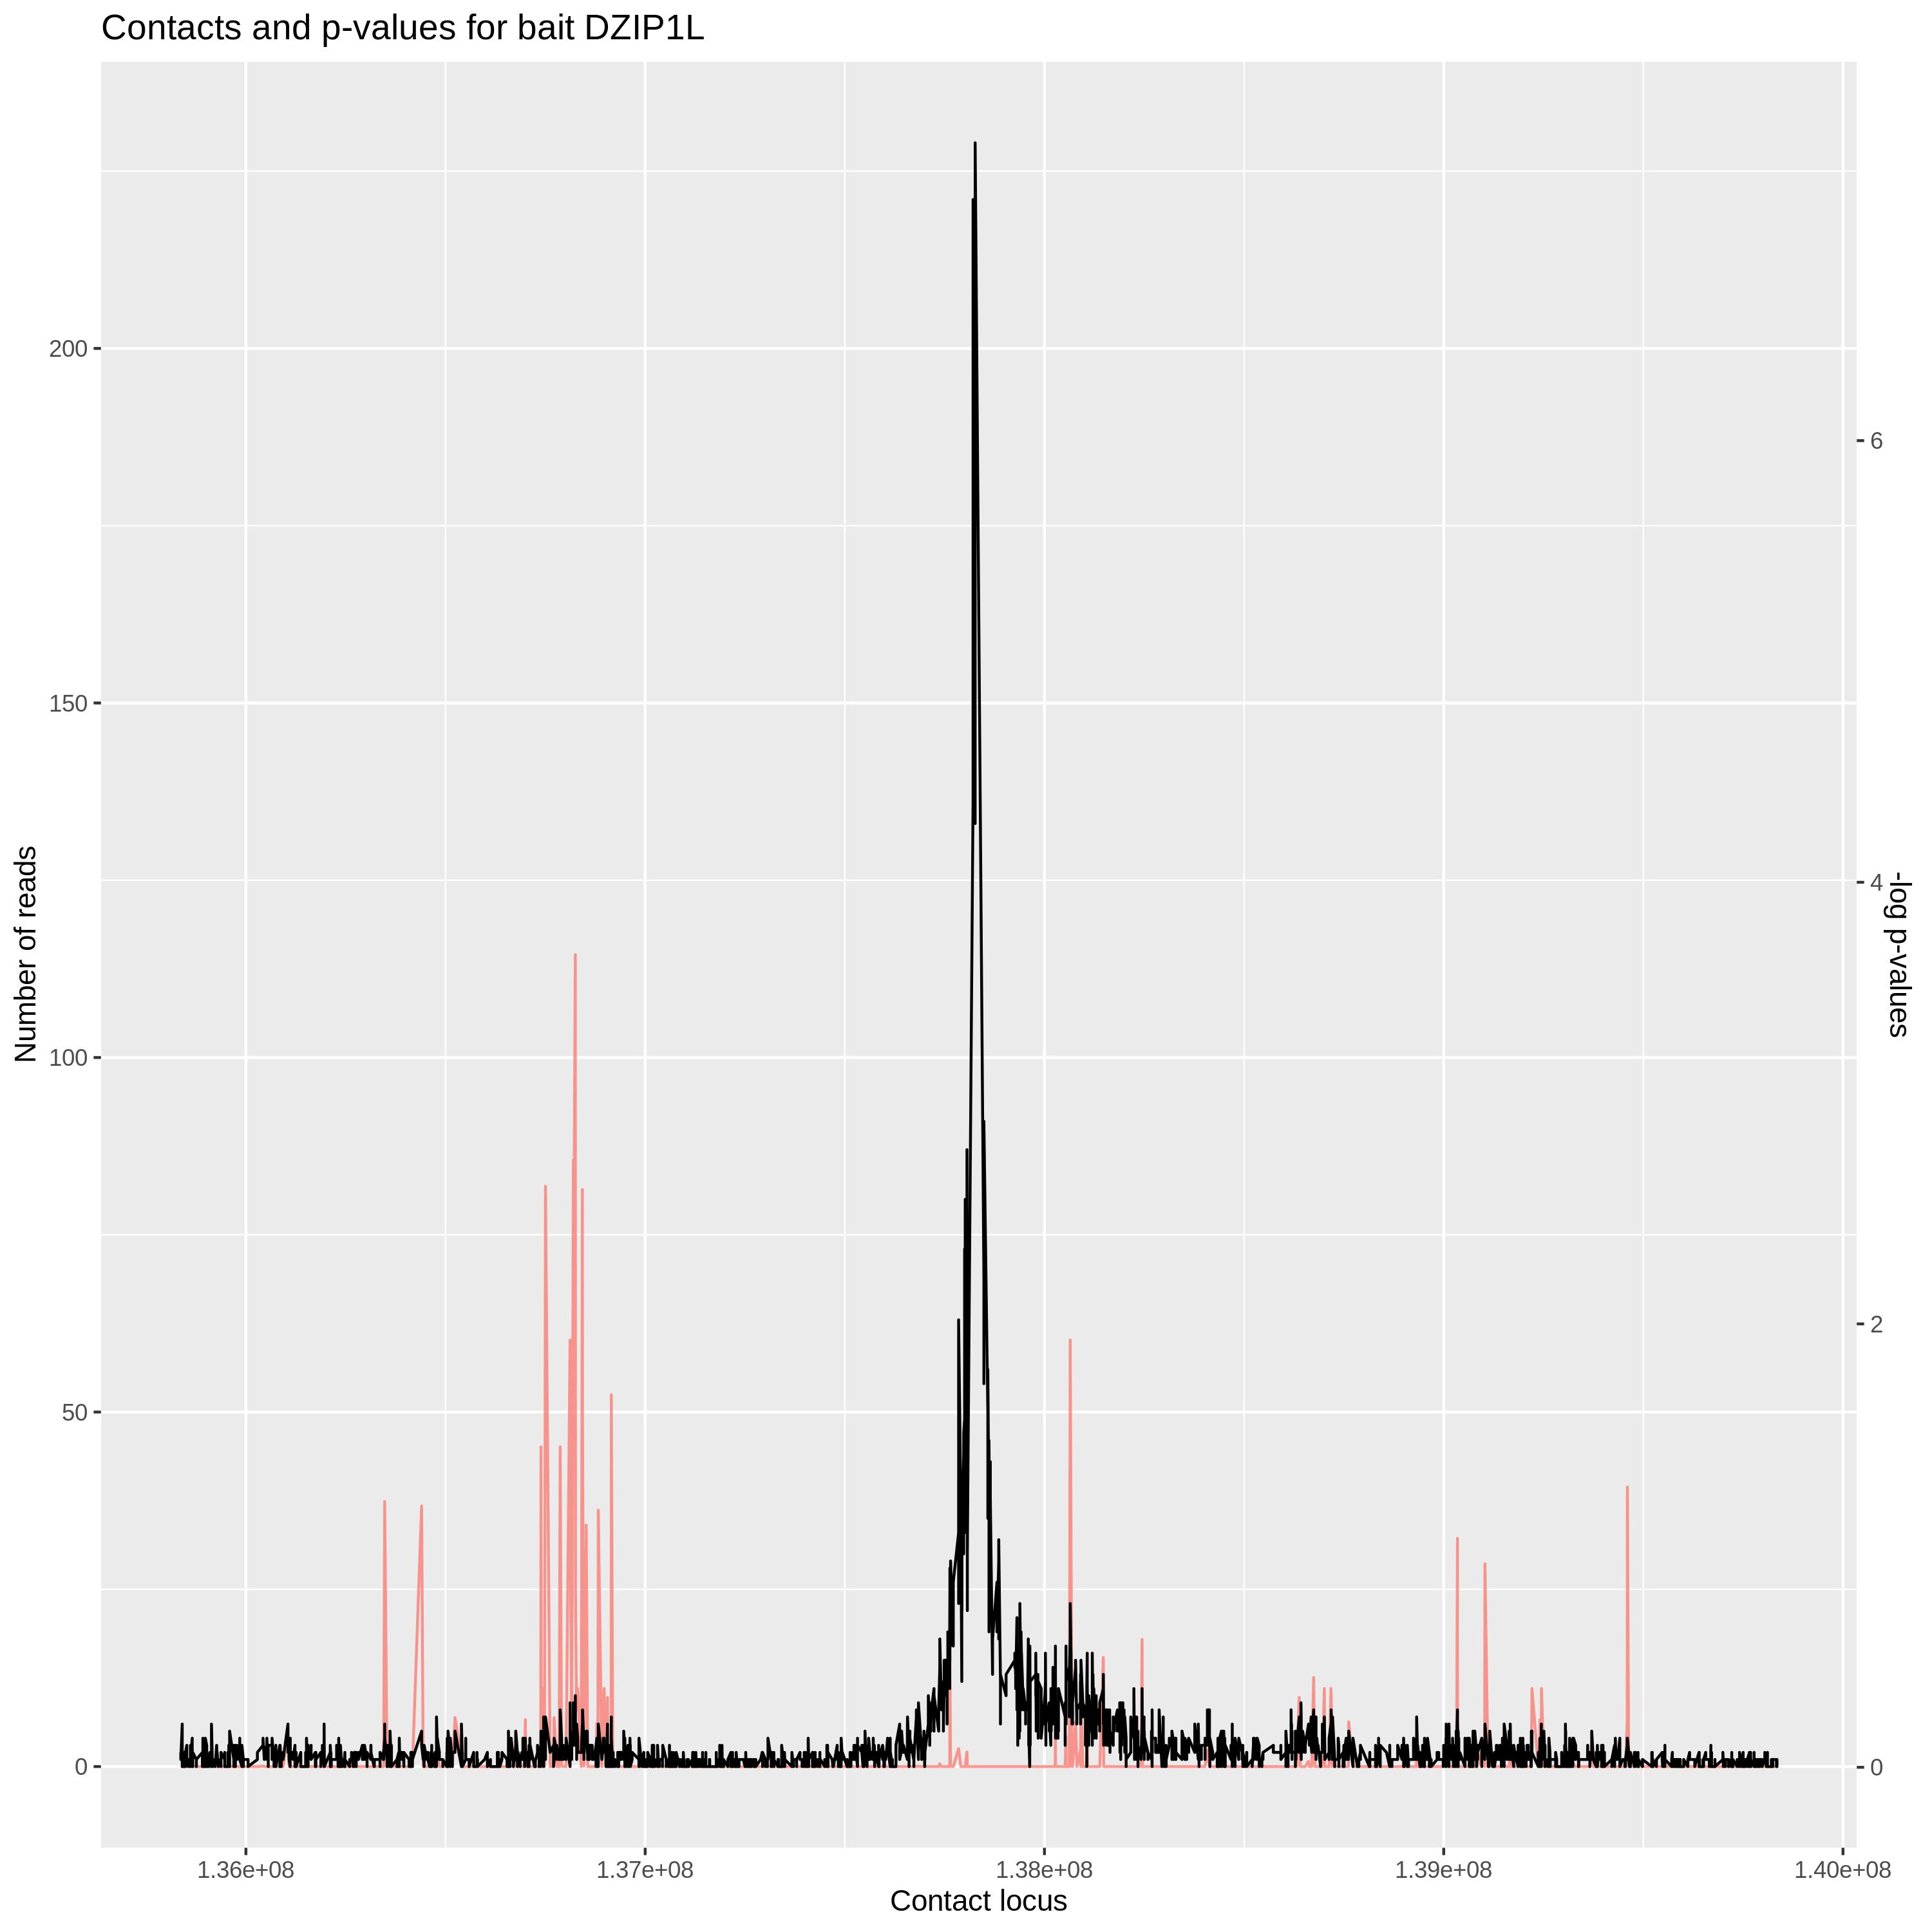 Contacts and p-values for bait DZIP1L
Number of reads
200
150
100
50
0
6
4
2
0
-log p-values
1.36e+08 1.37e+08 1.38e+08 1.39e+08 1.40e+08
Contact locus